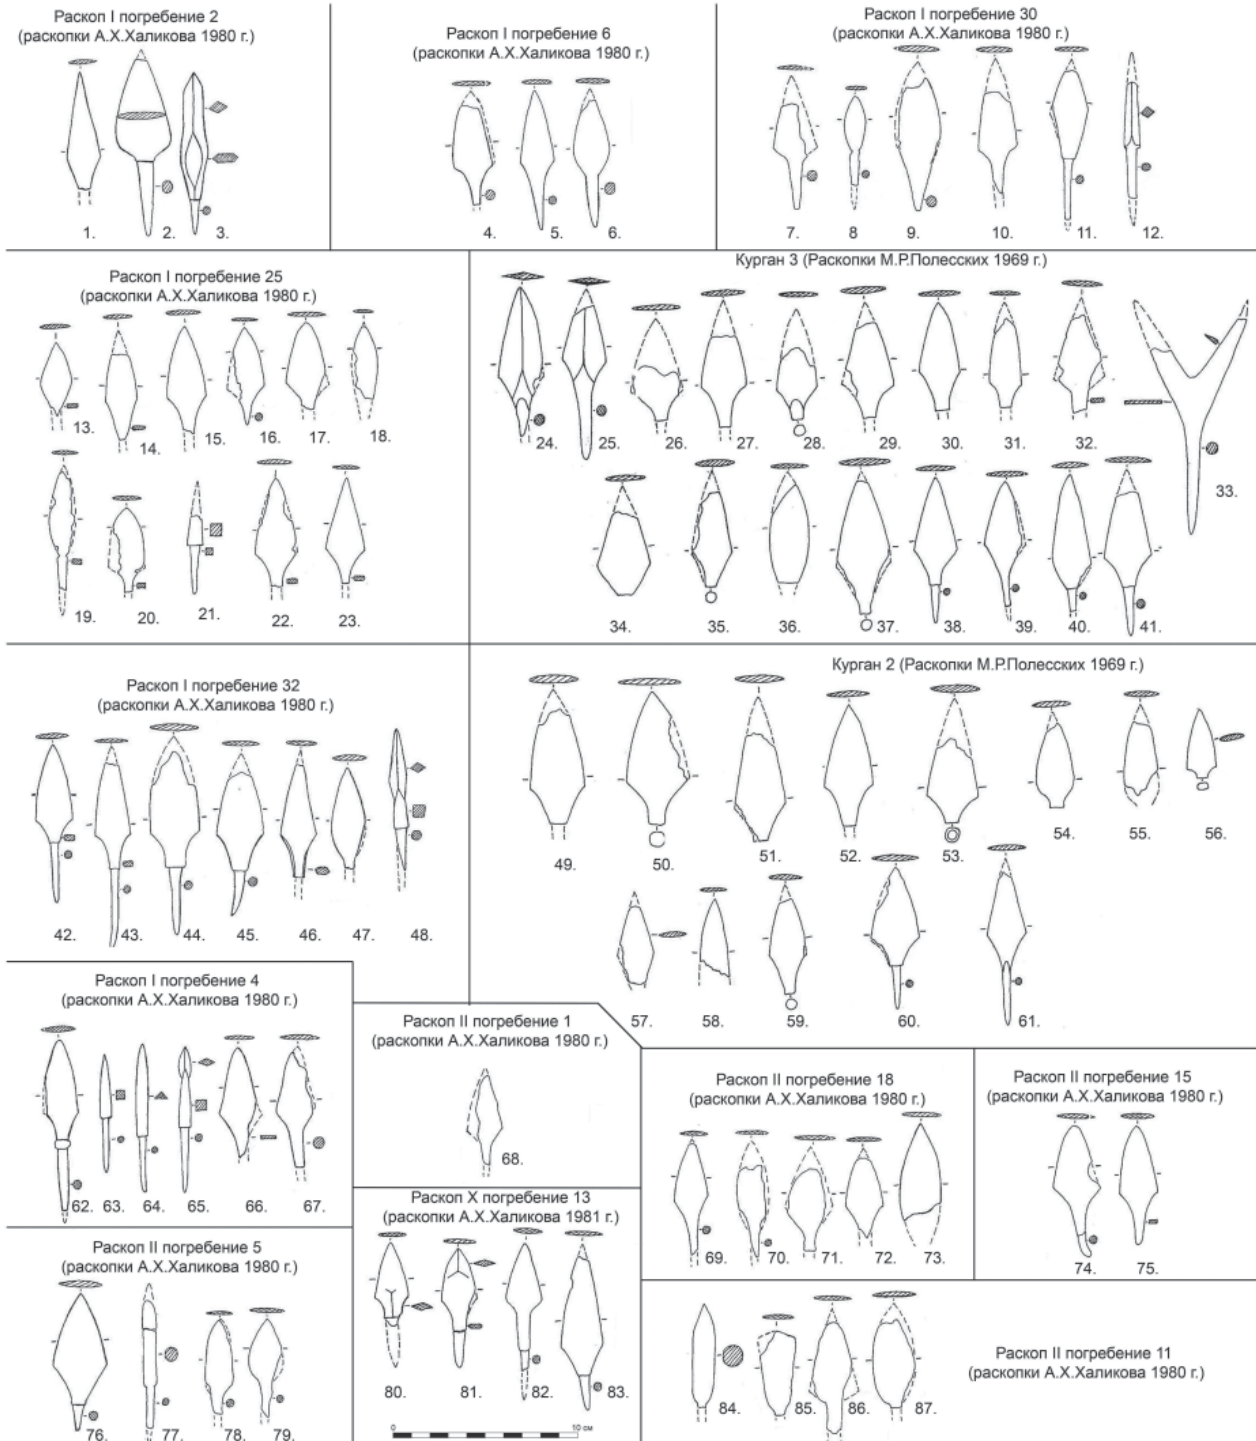 Раскоп I погребение 2
(раскопки А.Х.Халикова 1980 г.)
1. 2. 3.
Раскоп I погребение 6
(раскопки А.Х.Халикова 1980 г.)
4. 5. 6.
Раскоп I погребение 30
(раскопки А.Х.Халикова 1980 г.)
7. 8 9. 10. 11. 12.
Раскоп I погребение 25
(раскопки А.Х.Халикова 1980 г.)
13. 14. 15. 16. 17. 18.
19. 20. 21. 22. 23.
Курган 3 (Раскопки М.Р.Полесских 1969 г.)
24. 25. 26. 27. 28. 29. 30. 31. 32. 33.
34. 35. 36. 37. 38. 39. 40. 41.
Раскоп I погребение 32
(раскопки А.Х.Халикова 1980 г.)
42. 43. 44. 45. 46. 47. 48.
Курган 2 (Раскопки М.Р.Полесских 1969 г.)
49. 50. 51. 52. 53. 54. 55. 56.
57. 58. 59. 60. 61.
Раскоп I погребение 4
(раскопки А.Х.Халикова 1980 г.)
62. 63. 64. 65. 66. 67.
Раскоп II погребение 1
(раскопки А.Х.Халикова 1980 г.)
68.
Раскоп II погребение 18
(раскопки А.Х.Халикова 1980 г.)
69. 70. 71. 72. 73.
Раскоп II погребение 15
(раскопки А.Х.Халикова 1980 г.)
74. 75.
Раскоп II погребение 5
(раскопки А.Х.Халикова 1980 г.)
76. 77. 78. 79.
Раскоп X погребение 13
(раскопки А.Х.Халикова 1981 г.)
80. 81. 82. 83.
0 10 см
Раскоп II погребение 11
(раскопки А.Х.Халикова 1980 г.)
84. 85. 86. 87.